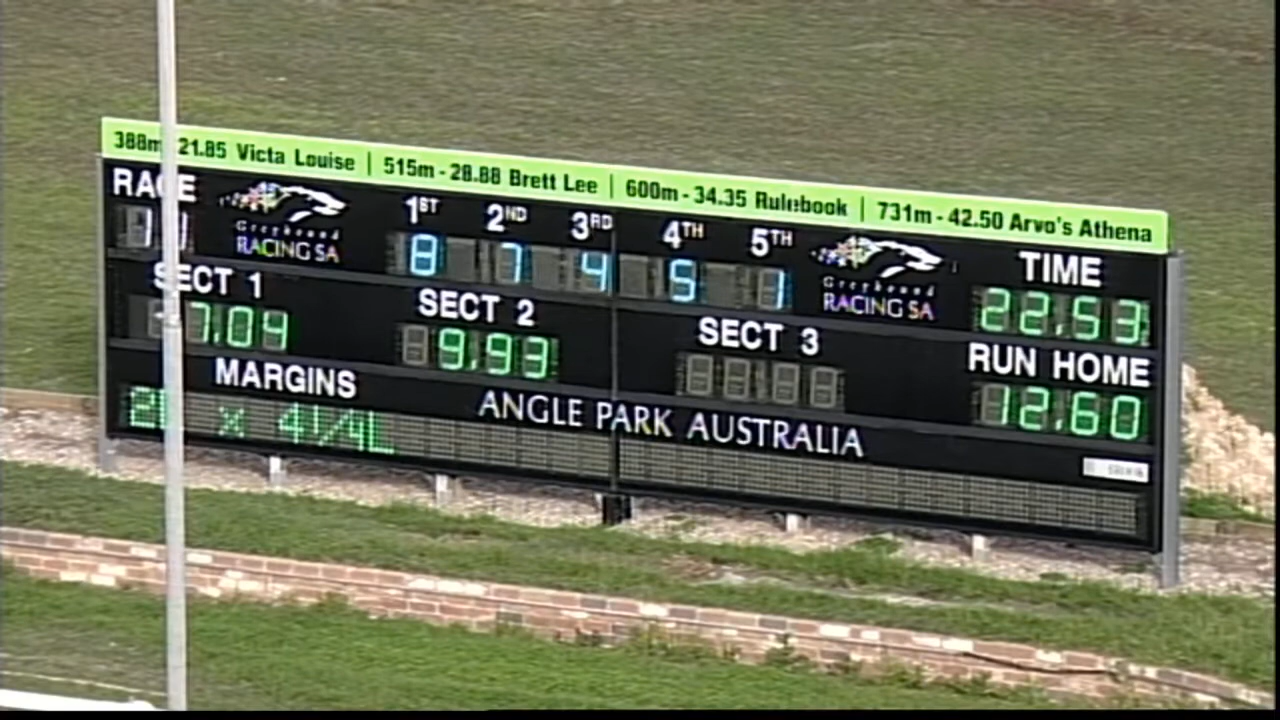 388m 21.85 Victa Louise | 515m - 28.88 Brett Lee | 600m - 34.35 Rulebook | 731m - 42.50 Arvo's Athena
RACE 1ST 2ND 3RD 4TH 5TH TIME
Greyhound RACING SA
8 7 4 5 1
Greyhound RACING SA
22.53
SECT 1 SECT 2 SECT 3 RUN HOME
7.04 9.93 12.60
MARGINS
ANGLE PARK AUSTRALIA
x 4 1/4L